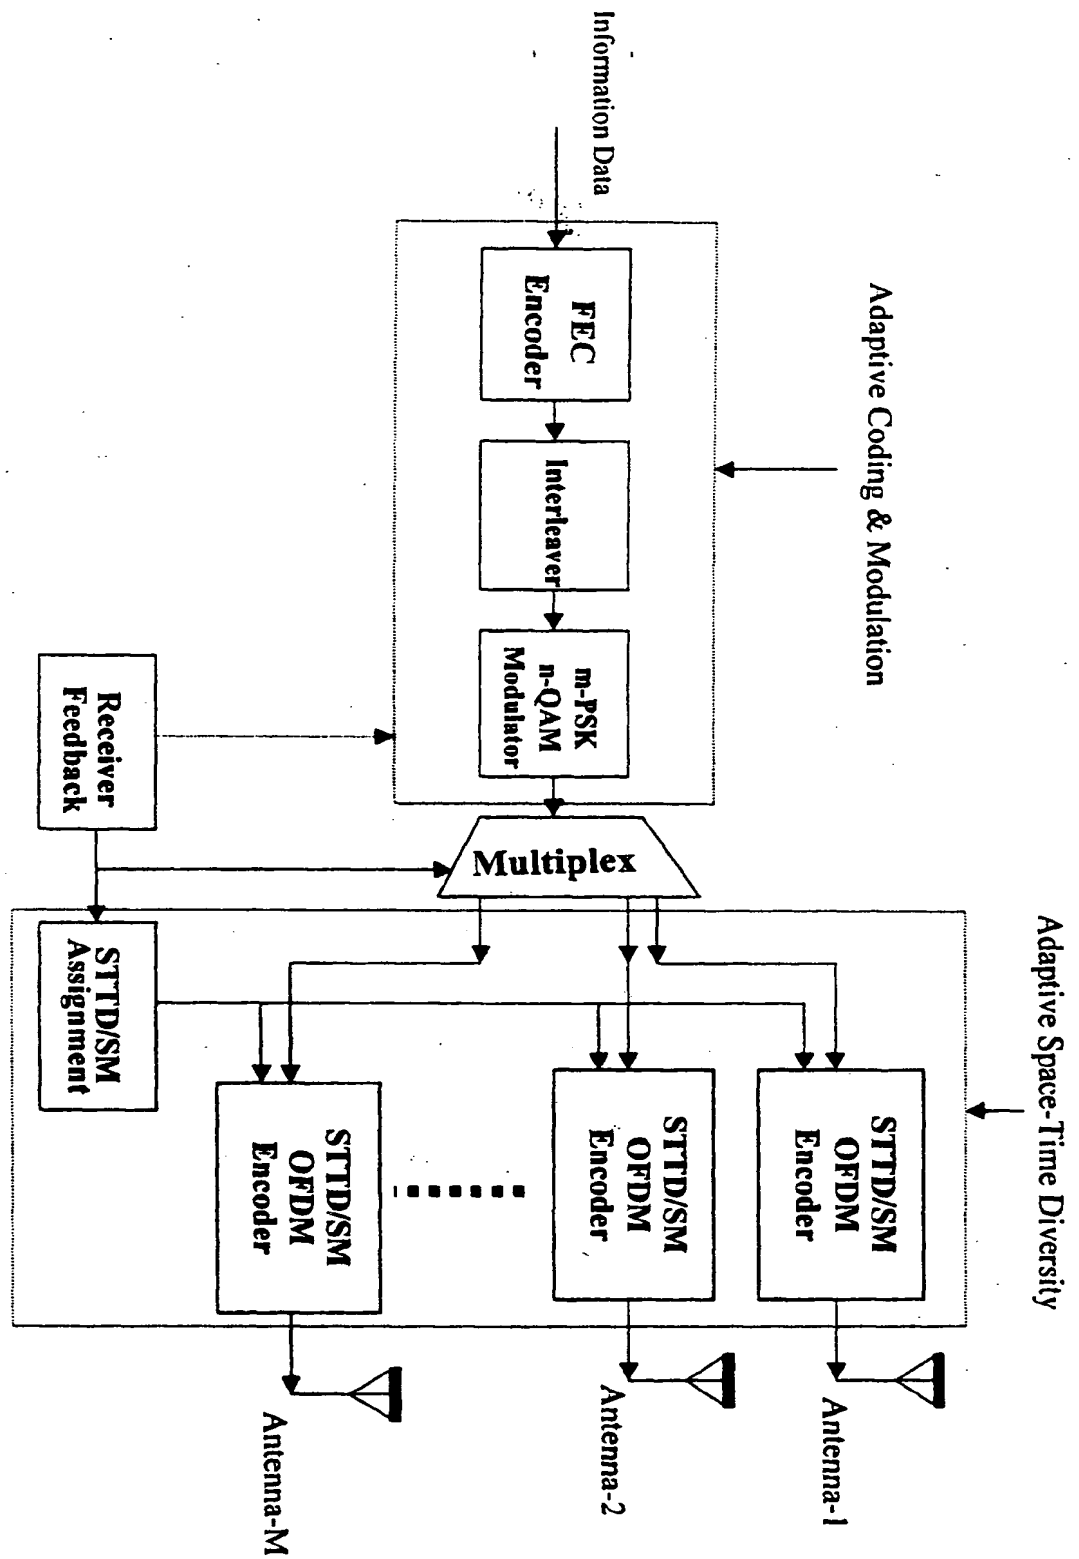 Adaptive Coding & Modulation
Adaptive Space-Time Diversity
Information Data
FEC
Encoder
Interleaver
m-PSK
n-QAM
Modulator
Multiplex
STTD/SM
OFDM
Encoder
Antenna-1
STTD/SM
OFDM
Encoder
Antenna-2
STTD/SM
OFDM
Encoder
Antenna-M
Receiver
Feedback
STTD/SM
Assignment